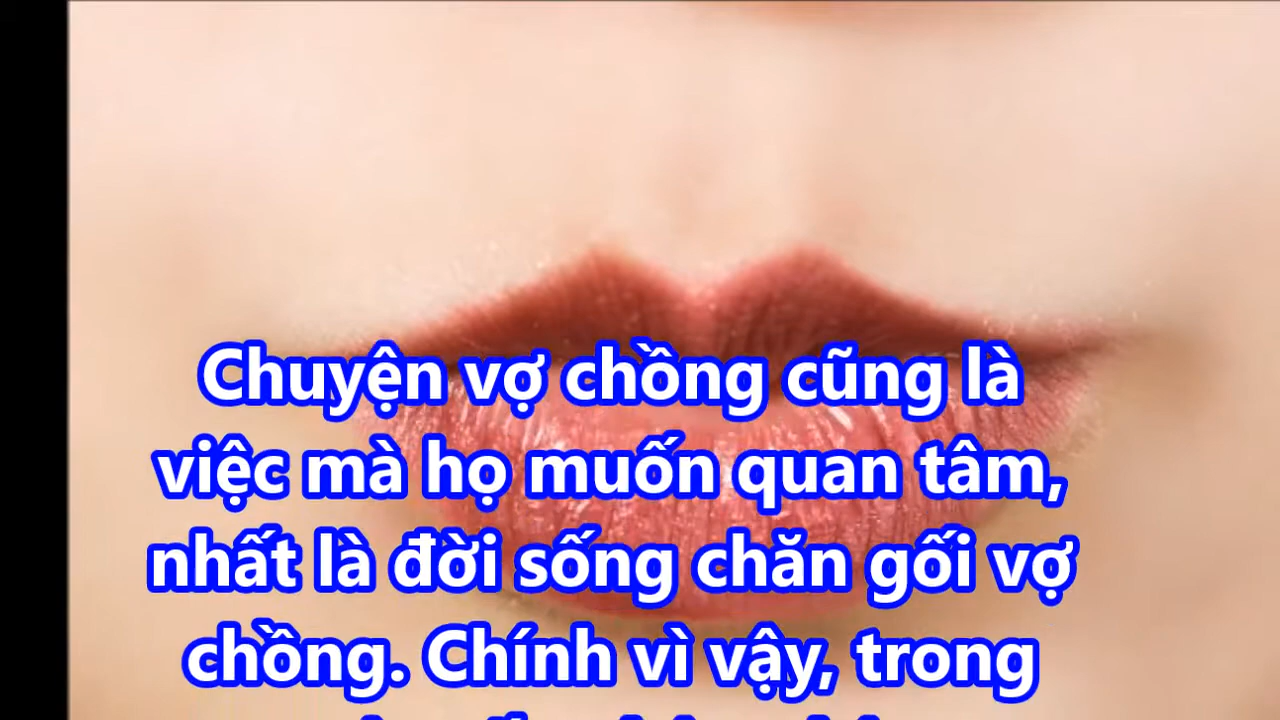 Chuyện vợ chồng cũng là
việc mà họ muốn quan tâm,
nhất là đời sống chăn gối vợ
chồng. Chính vì vậy, trong